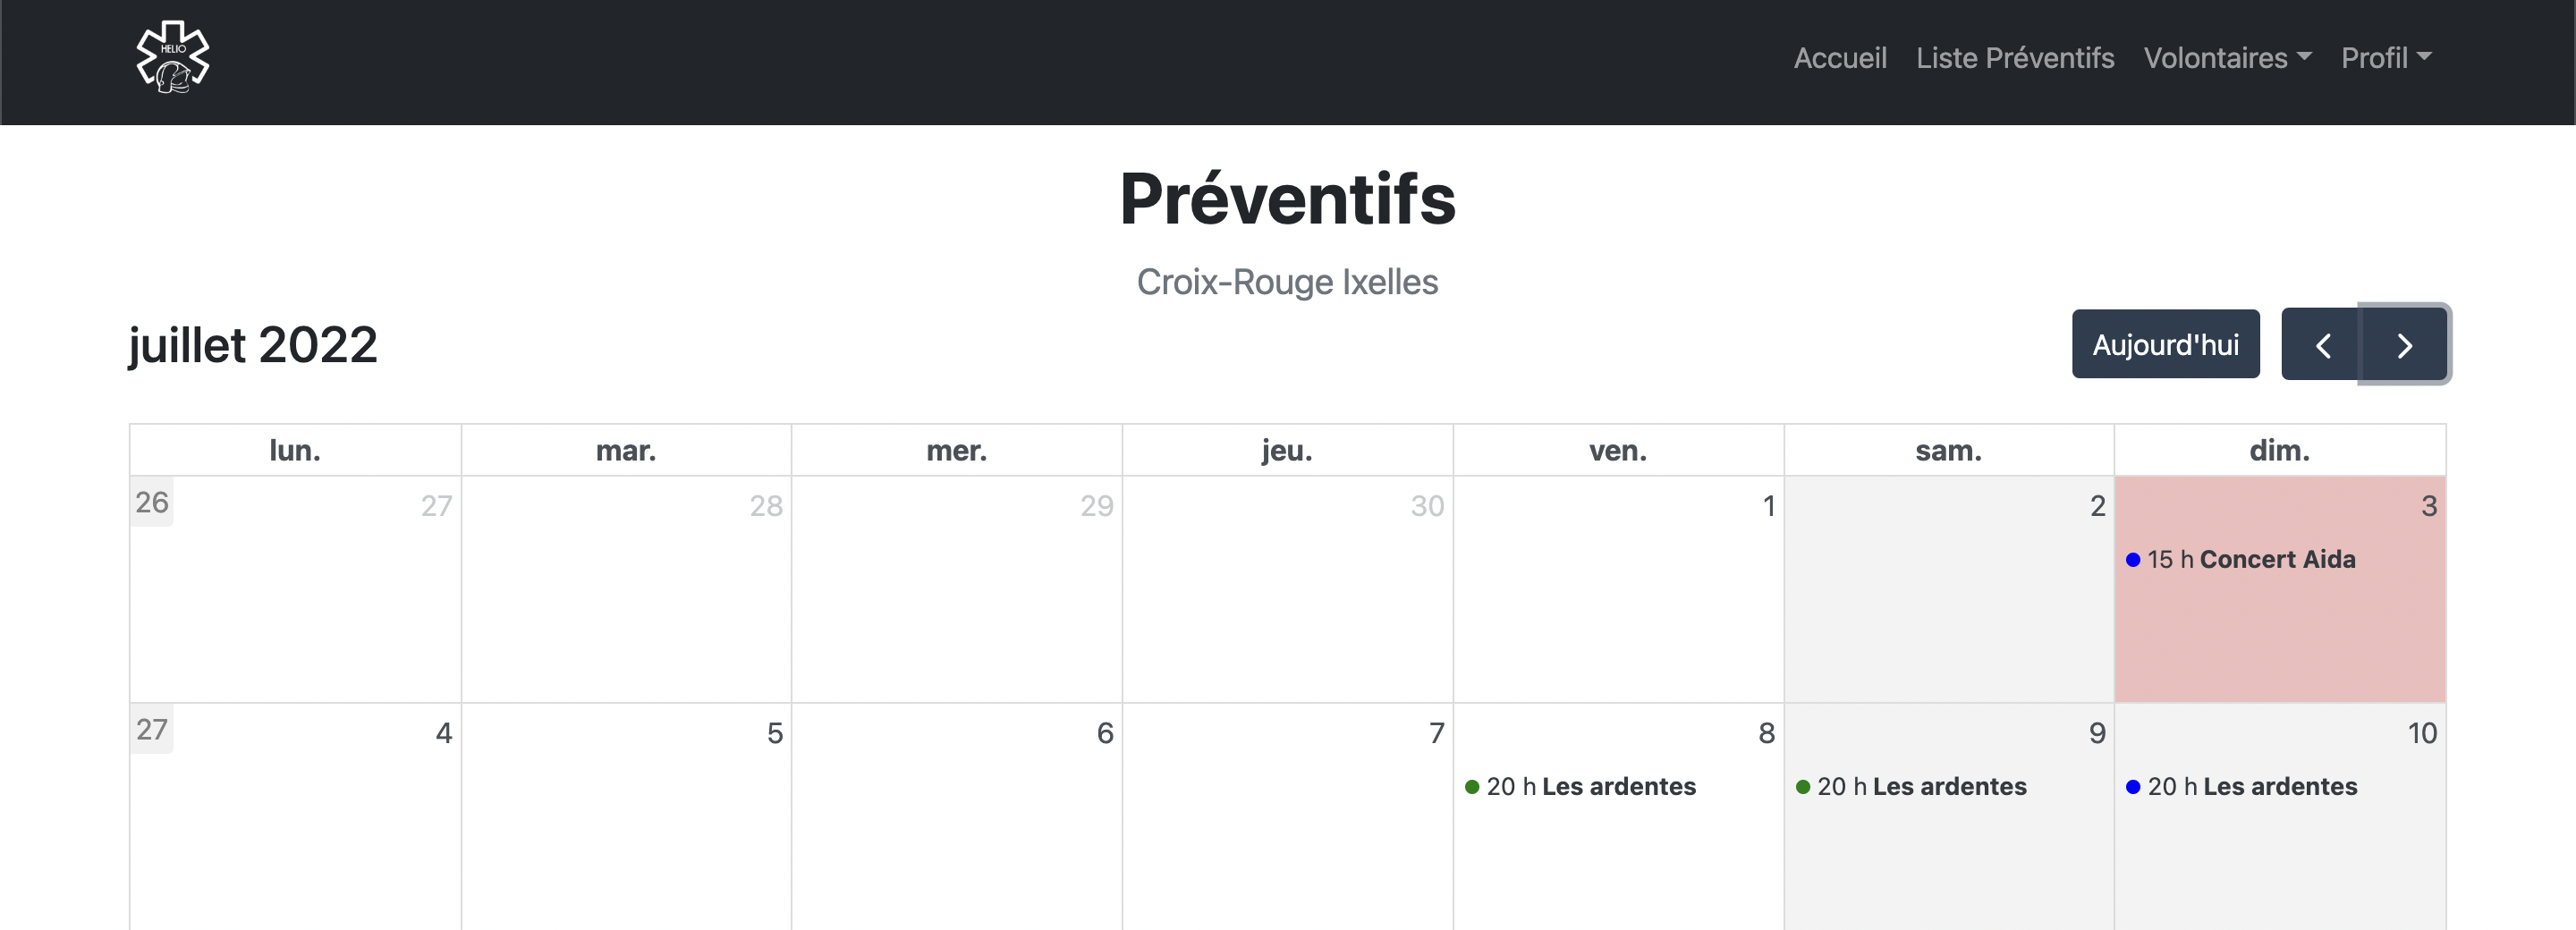 HELIO
Accueil Liste Préventifs Volontaires Profil
Préventifs
Croix-Rouge Ixelles
juillet 2022
Aujourd'hui
lun. mar. mer. jeu. ven. sam. dim.
26 27 28 29 30 1 2 3
15 h Concert Aida
27 4 5 6 7 8 9 10
20 h Les ardentes 20 h Les ardentes 20 h Les ardentes